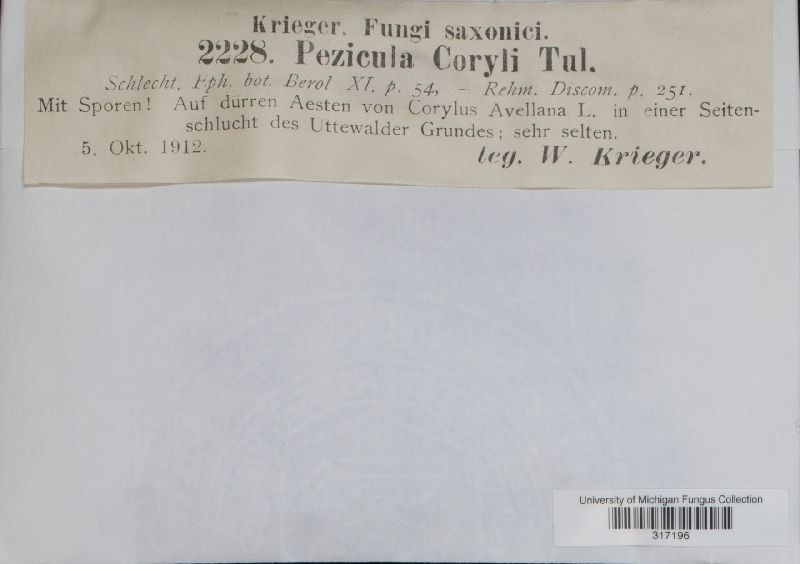 Krieger. Fungi saxonici.
2228. Pezicula Coryli Tul.
Schlecht. Eph. bot. Berol. XI. p. 54, — Rehm. Discom. p. 251.
Mit Sporen! Auf dürren Aesten von Corylus Avellana L. in einer Seiten-
schlucht des Uttewalder Grundes; sehr selten.
5. Okt. 1912.
leg. W. Krieger.
University of Michigan Fungus Collection
317196